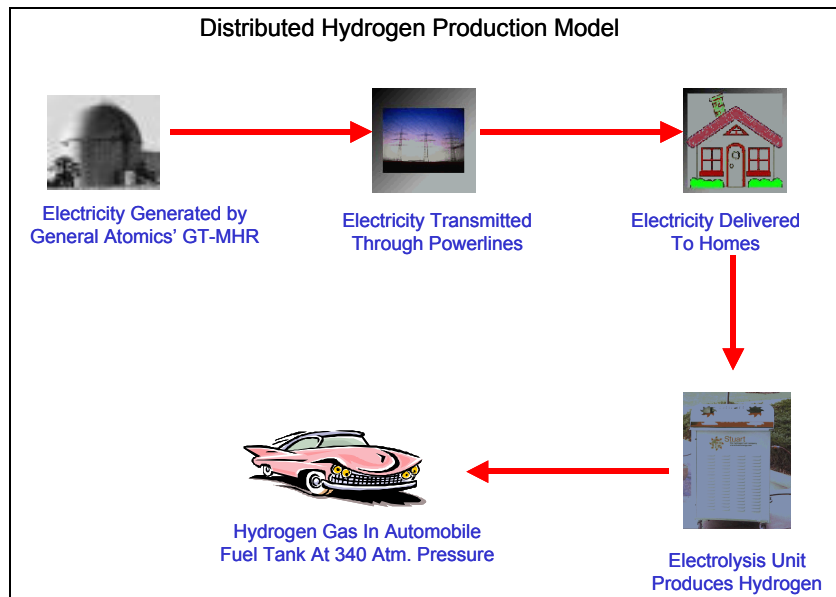 Distributed Hydrogen Production Model
Electricity Generated by
General Atomics' GT-MHR
Electricity Transmitted
Through Powerlines
Electricity Delivered
To Homes
Stuart
Hydrogen Gas In Automobile
Fuel Tank At 340 Atm. Pressure
Electrolysis Unit
Produces Hydrogen